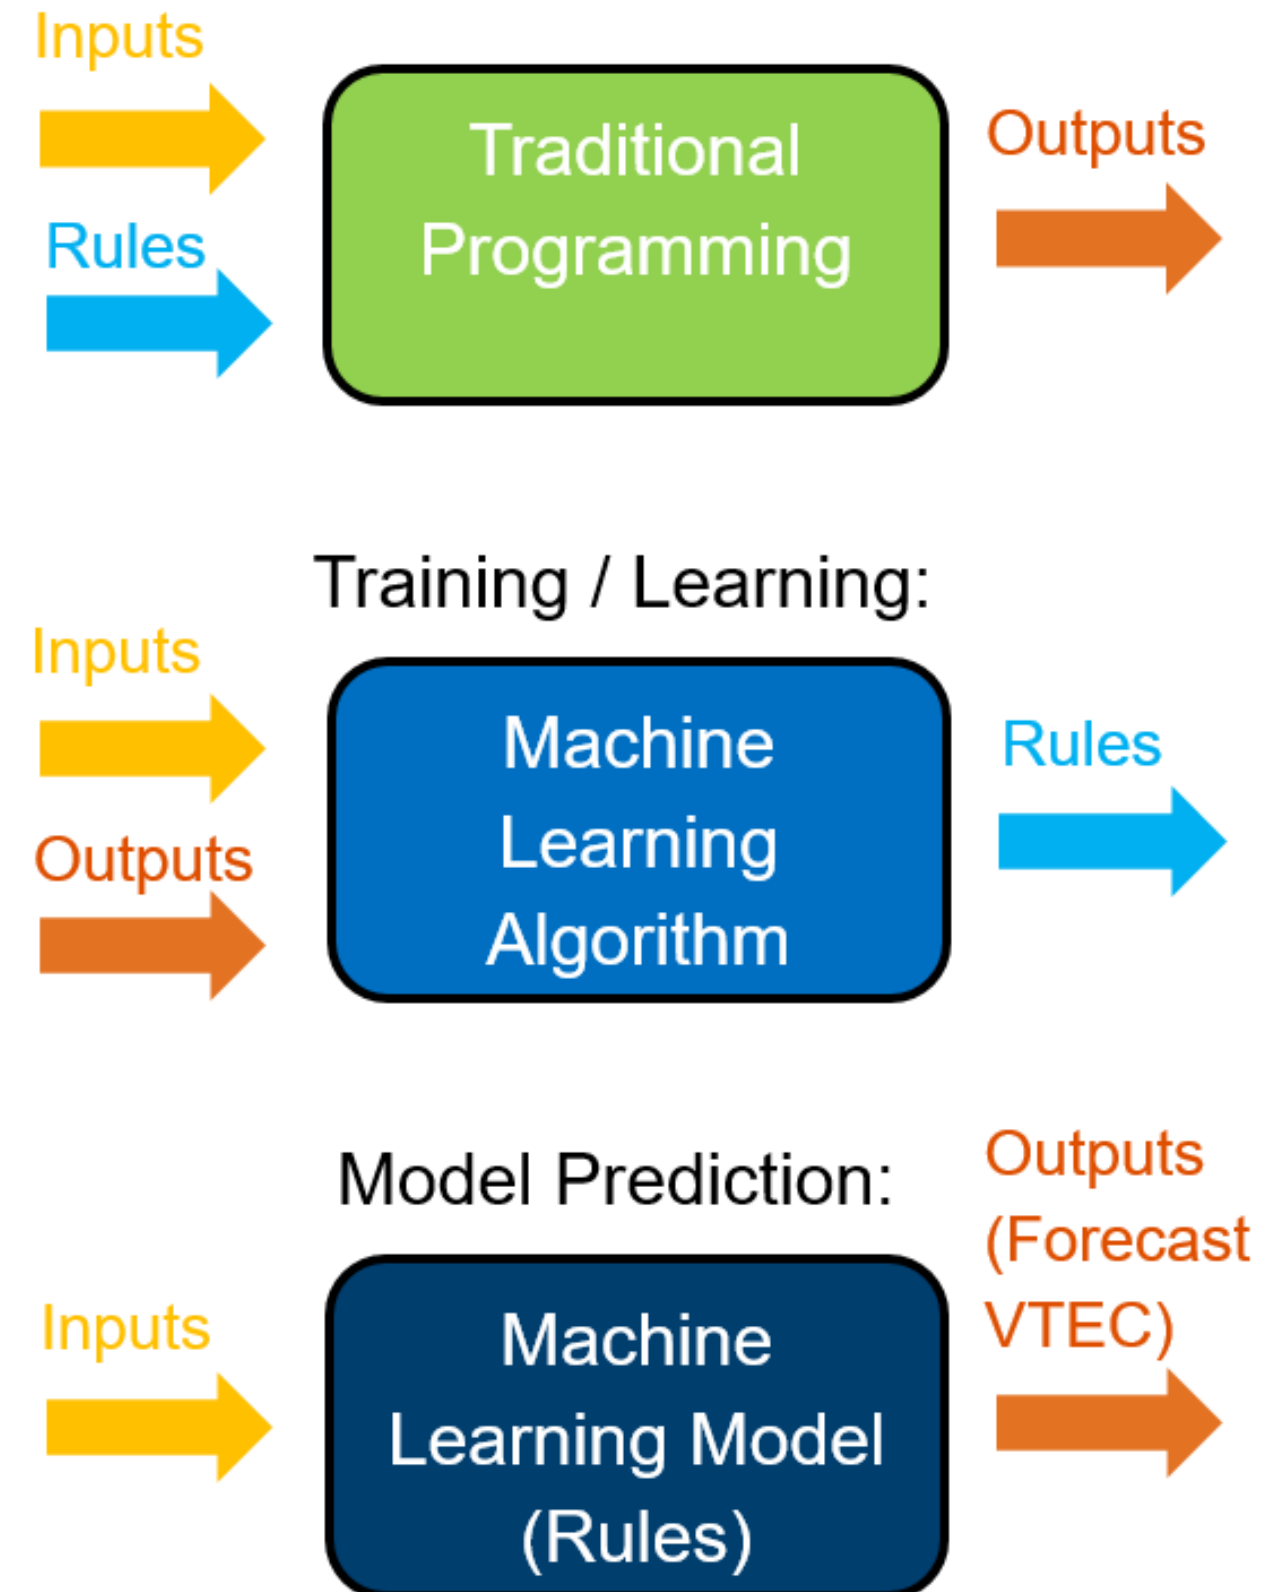 Inputs
Traditional
Programming
Rules
Outputs
Training / Learning:
Inputs
Outputs
Machine
Learning
Algorithm
Rules
Model Prediction:
Inputs
Machine
Learning Model
(Rules)
Outputs
(Forecast
VTEC)